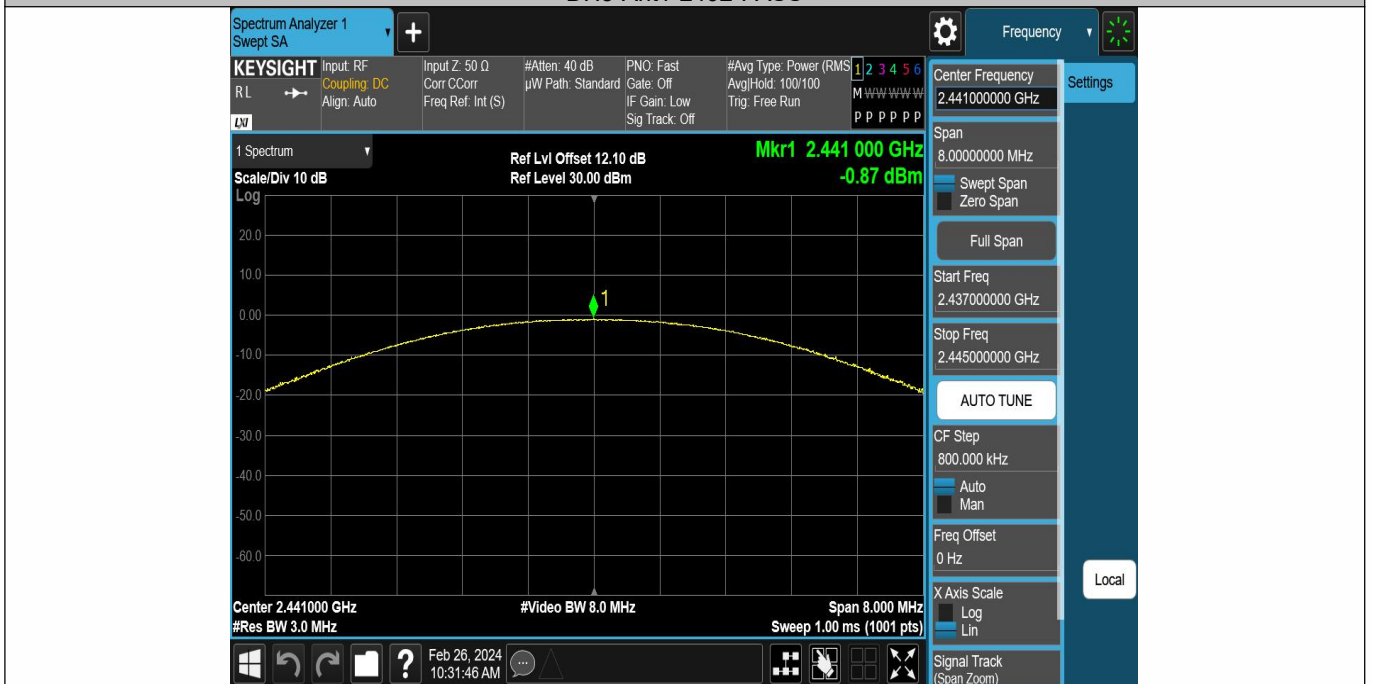 Spectrum Analyzer 1
Swept SA
Frequency
KEYSIGHT
RL
LXI
Input: RF
Coupling: DC
Align: Auto
Input Z: 50 Ω
Corr CCorr
Freq Ref: Int (S)
#Atten: 40 dB
µW Path: Standard
PNO: Fast
Gate: Off
IF Gain: Low
Sig Track: Off
#Avg Type: Power (RMS
Avg|Hold: 100/100
Trig: Free Run
1 2 3 4 5 6
M W W W W W
P P P P P P
1 Spectrum
Scale/Div 10 dB
Ref Lvl Offset 12.10 dB
Ref Level 30.00 dBm
Mkr1 2.441 000 GHz
-0.87 dBm
Log
20.0
10.0
0.00
-10.0
-20.0
-30.0
-40.0
-50.0
-60.0
1
Center 2.441000 GHz
#Res BW 3.0 MHz
#Video BW 8.0 MHz
Span 8.000 MHz
Sweep 1.00 ms (1001 pts)
Center Frequency
2.441000000 GHz
Settings
Span
8.00000000 MHz
Swept Span
Zero Span
Full Span
Start Freq
2.437000000 GHz
Stop Freq
2.445000000 GHz
AUTO TUNE
CF Step
800.000 kHz
Auto
Man
Freq Offset
0 Hz
X Axis Scale
Log
Lin
Local
Signal Track
(Span Zoom)
Feb 26, 2024
10:31:46 AM